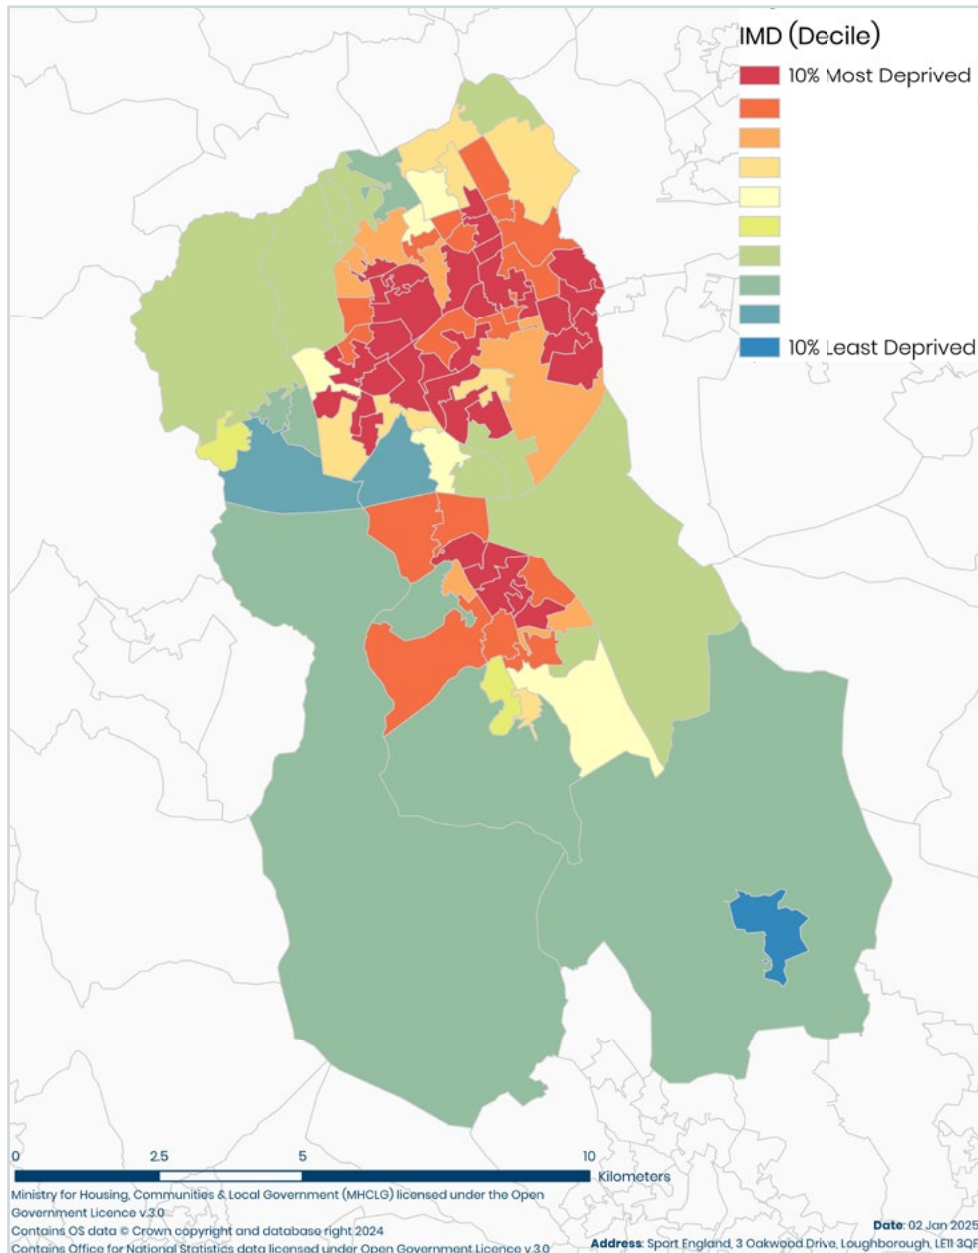 IMD (Decile)
10% Most Deprived
10% Least Deprived
0 2.5 5 10
Kilometers
Ministry for Housing, Communities & Local Government (MHCLG) licensed under the Open
Government Licence v.3.0
Contains OS data © Crown copyright and database right 2024
Contains Office for National Statistics data licensed under Open Government Licence v.3.0
Date: 02 Jan 2025
Address: Sport England, 3 Oakwood Drive, Loughborough, LE11 3QF